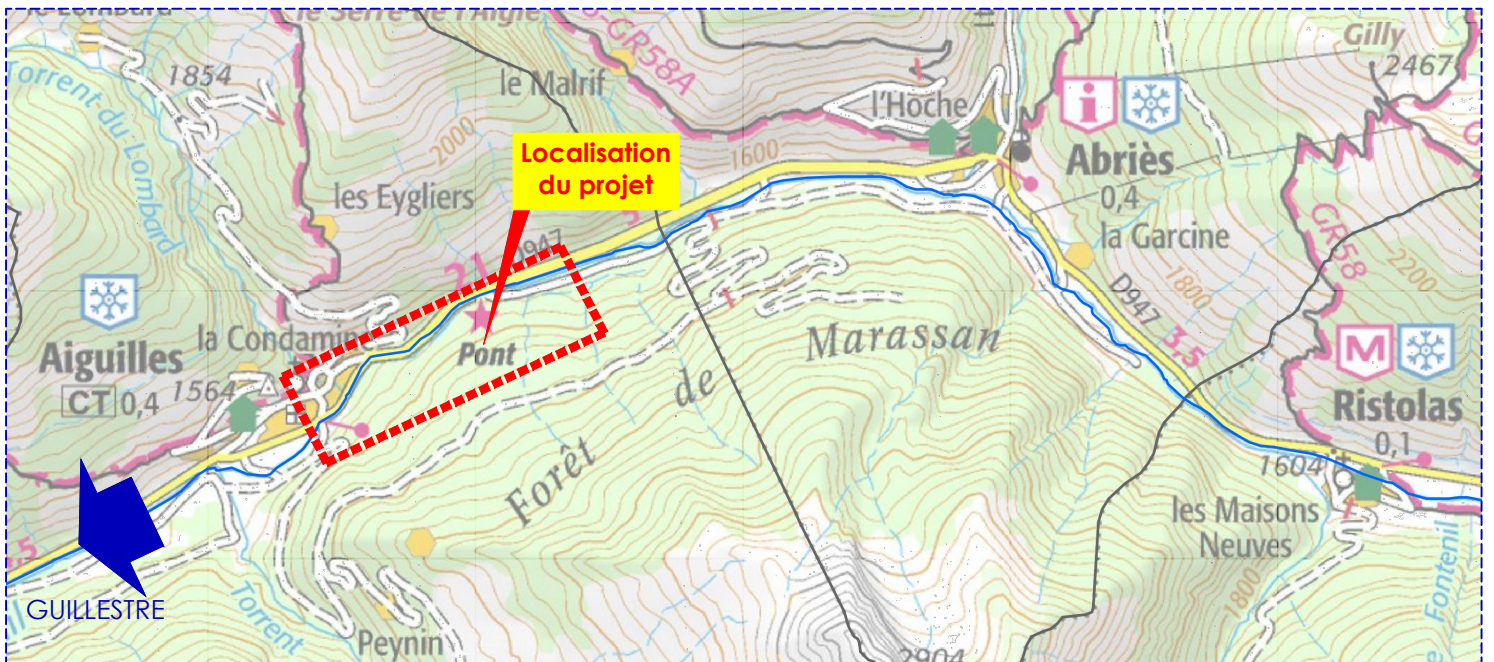 le Serre de l'Aigle
GR58A
Gilly
2467
1854
le Malrif
l'Hoche
Torrent du Lombard
2000
Localisation
du projet
1600
Abriès
0,4
les Eygliers
D947
la Garcine
GR58
2200
1800
D947
3,5
Aiguilles
CT 0,4
la Condamine
1564
Pont
Marassan
de
Forêt
M
Ristolas
0,1
1604
les Maisons
Neuves
GUILLESTRE
Torrent
Peynin
2904
1800
Fontenil